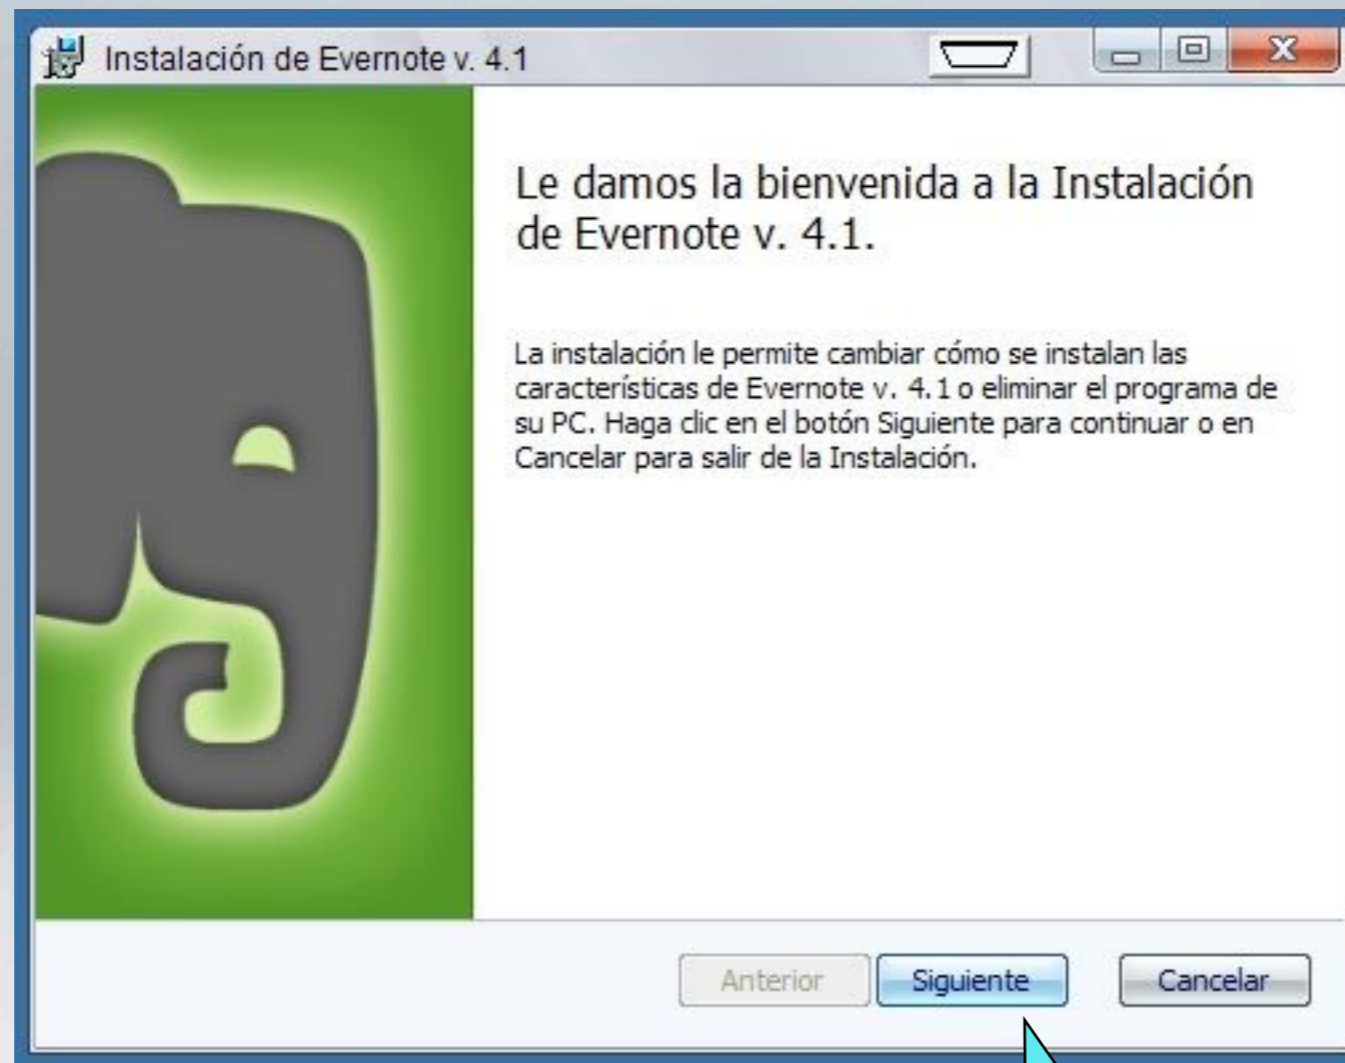 Instalación de Evernote v. 4.1
Le damos la bienvenida a la Instalación
de Evernote v. 4.1.
La instalación le permite cambiar cómo se instalan las
características de Evernote v. 4.1 o eliminar el programa de
su PC. Haga clic en el botón Siguiente para continuar o en
Cancelar para salir de la Instalación.
Anterior Siguiente Cancelar